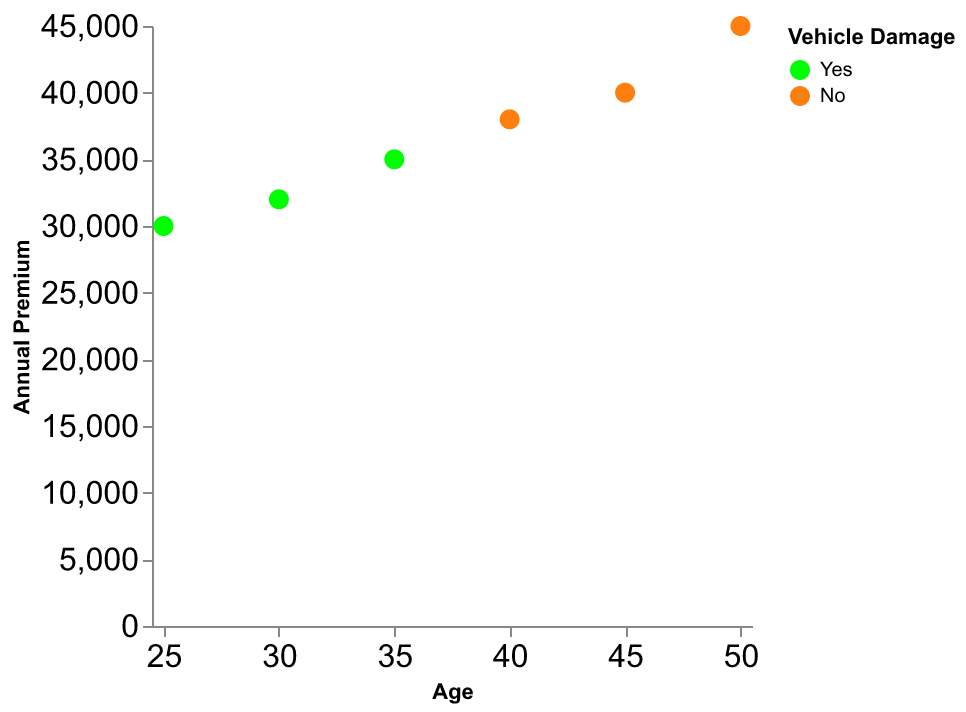 45,000
40,000
35,000
30,000
25,000
20,000
15,000
10,000
5,000
0
Annual Premium
25 30 35 40 45 50
Age
Vehicle Damage
Yes
No